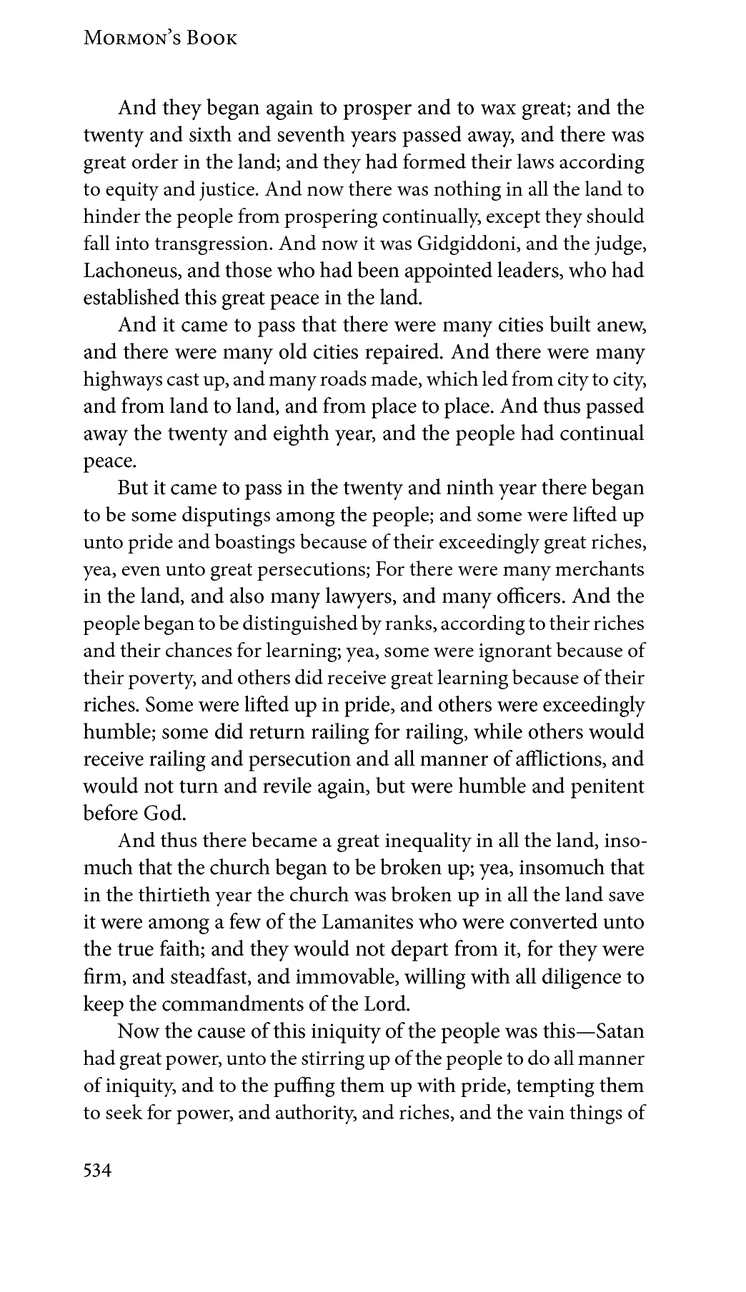 Mormon's Book
And they began again to prosper and to wax great; and the
twenty and sixth and seventh years passed away, and there was
great order in the land; and they had formed their laws according
to equity and justice. And now there was nothing in all the land to
hinder the people from prospering continually, except they should
fall into transgression. And now it was Gidgiddoni, and the judge,
Lachoneus, and those who had been appointed leaders, who had
established this great peace in the land.
And it came to pass that there were many cities built anew,
and there were many old cities repaired. And there were many
highways cast up, and many roads made, which led from city to city,
and from land to land, and from place to place. And thus passed
away the twenty and eighth year, and the people had continual
peace.
But it came to pass in the twenty and ninth year there began
to be some disputings among the people; and some were lifted up
unto pride and boastings because of their exceedingly great riches,
yea, even unto great persecutions; For there were many merchants
in the land, and also many lawyers, and many officers. And the
people began to be distinguished by ranks, according to their riches
and their chances for learning; yea, some were ignorant because of
their poverty, and others did receive great learning because of their
riches. Some were lifted up in pride, and others were exceedingly
humble; some did return railing for railing, while others would
receive railing and persecution and all manner of afflictions, and
would not turn and revile again, but were humble and penitent
before God.
And thus there became a great inequality in all the land, inso-
much that the church began to be broken up; yea, insomuch that
in the thirtieth year the church was broken up in all the land save
it were among a few of the Lamanites who were converted unto
the true faith; and they would not depart from it, for they were
firm, and steadfast, and immovable, willing with all diligence to
keep the commandments of the Lord.
Now the cause of this iniquity of the people was this—Satan
had great power, unto the stirring up of the people to do all manner
of iniquity, and to the puffing them up with pride, tempting them
to seek for power, and authority, and riches, and the vain things of
534